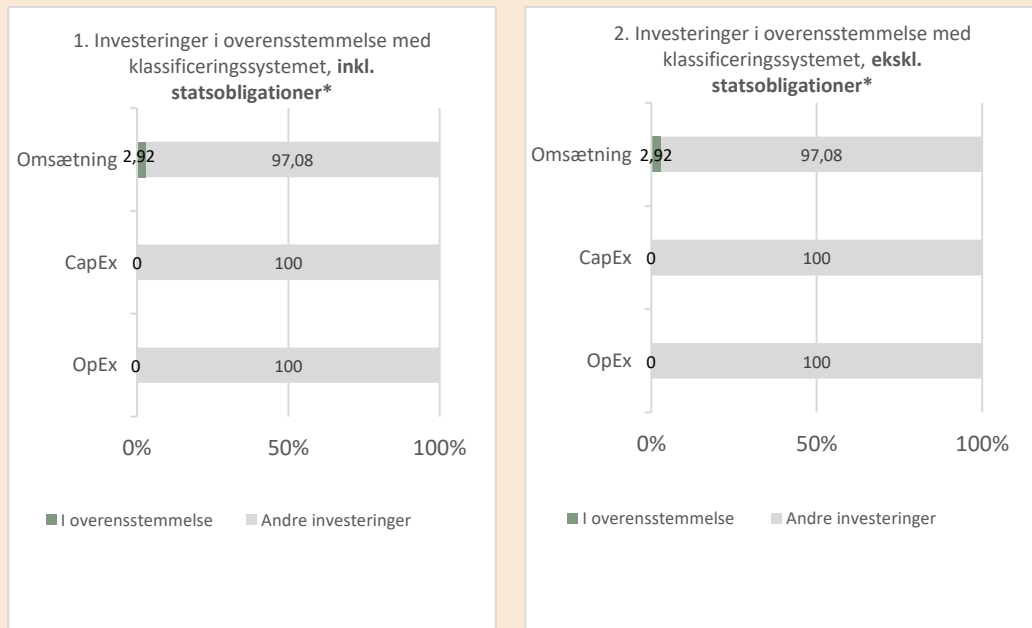 1. Investeringer i overensstemmelse med
klassificeringssystemet, inkl.
statsobligationer*
Omsætning 2,92 97,08
CapEx 0 100
OpEx 0 100
0% 50% 100%
I overensstemmelse Andre investeringer
2. Investeringer i overensstemmelse med
klassificeringssystemet, ekskl.
statsobligationer*
Omsætning 2,92 97,08
CapEx 0 100
OpEx 0 100
0% 50% 100%
I overensstemmelse Andre investeringer